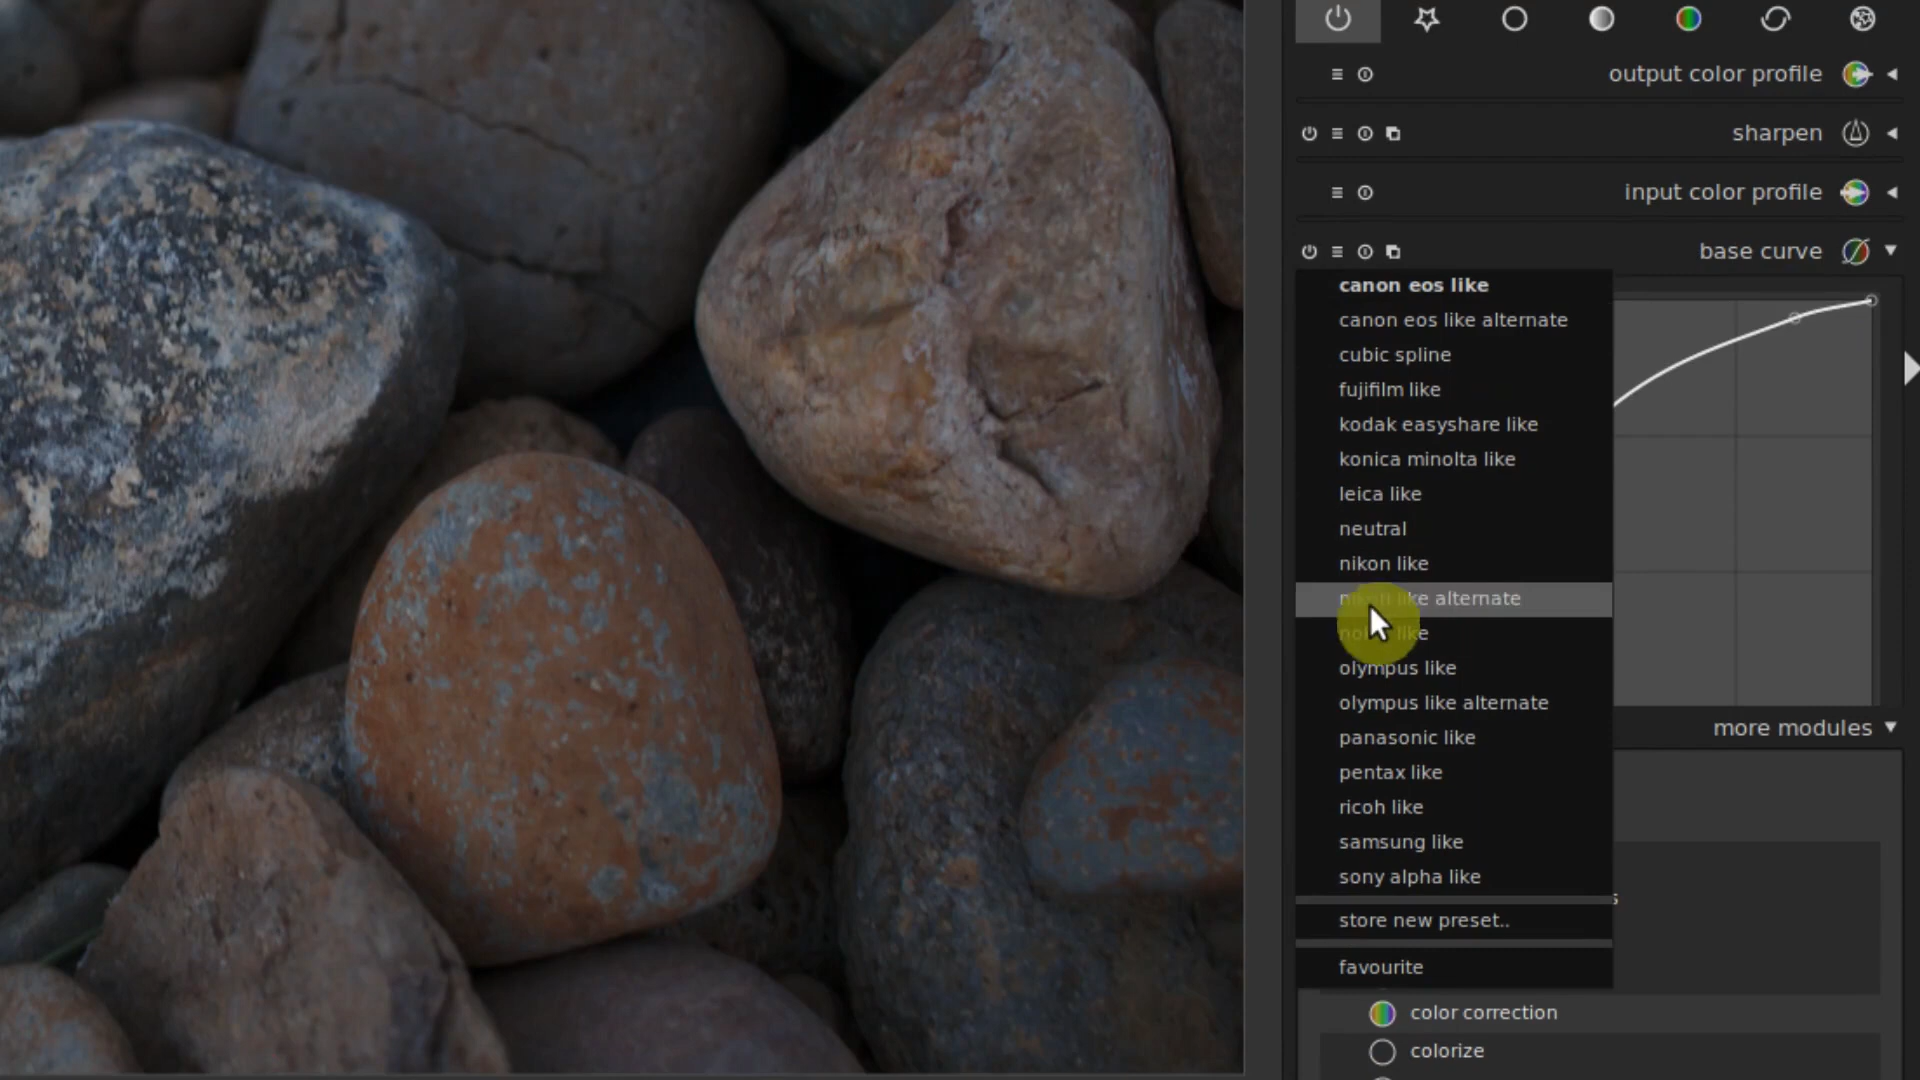 output color profile
sharpen
input color profile
base curve
canon eos like
canon eos like alternate
cubic spline
fujifilm like
kodak easyshare like
konica minolta like
leica like
neutral
nikon like
like alternate
like
olympus like
olympus like alternate
more modules
panasonic like
pentax like
ricoh like
samsung like
sony alpha like
store new preset..
favourite
color correction
colorize